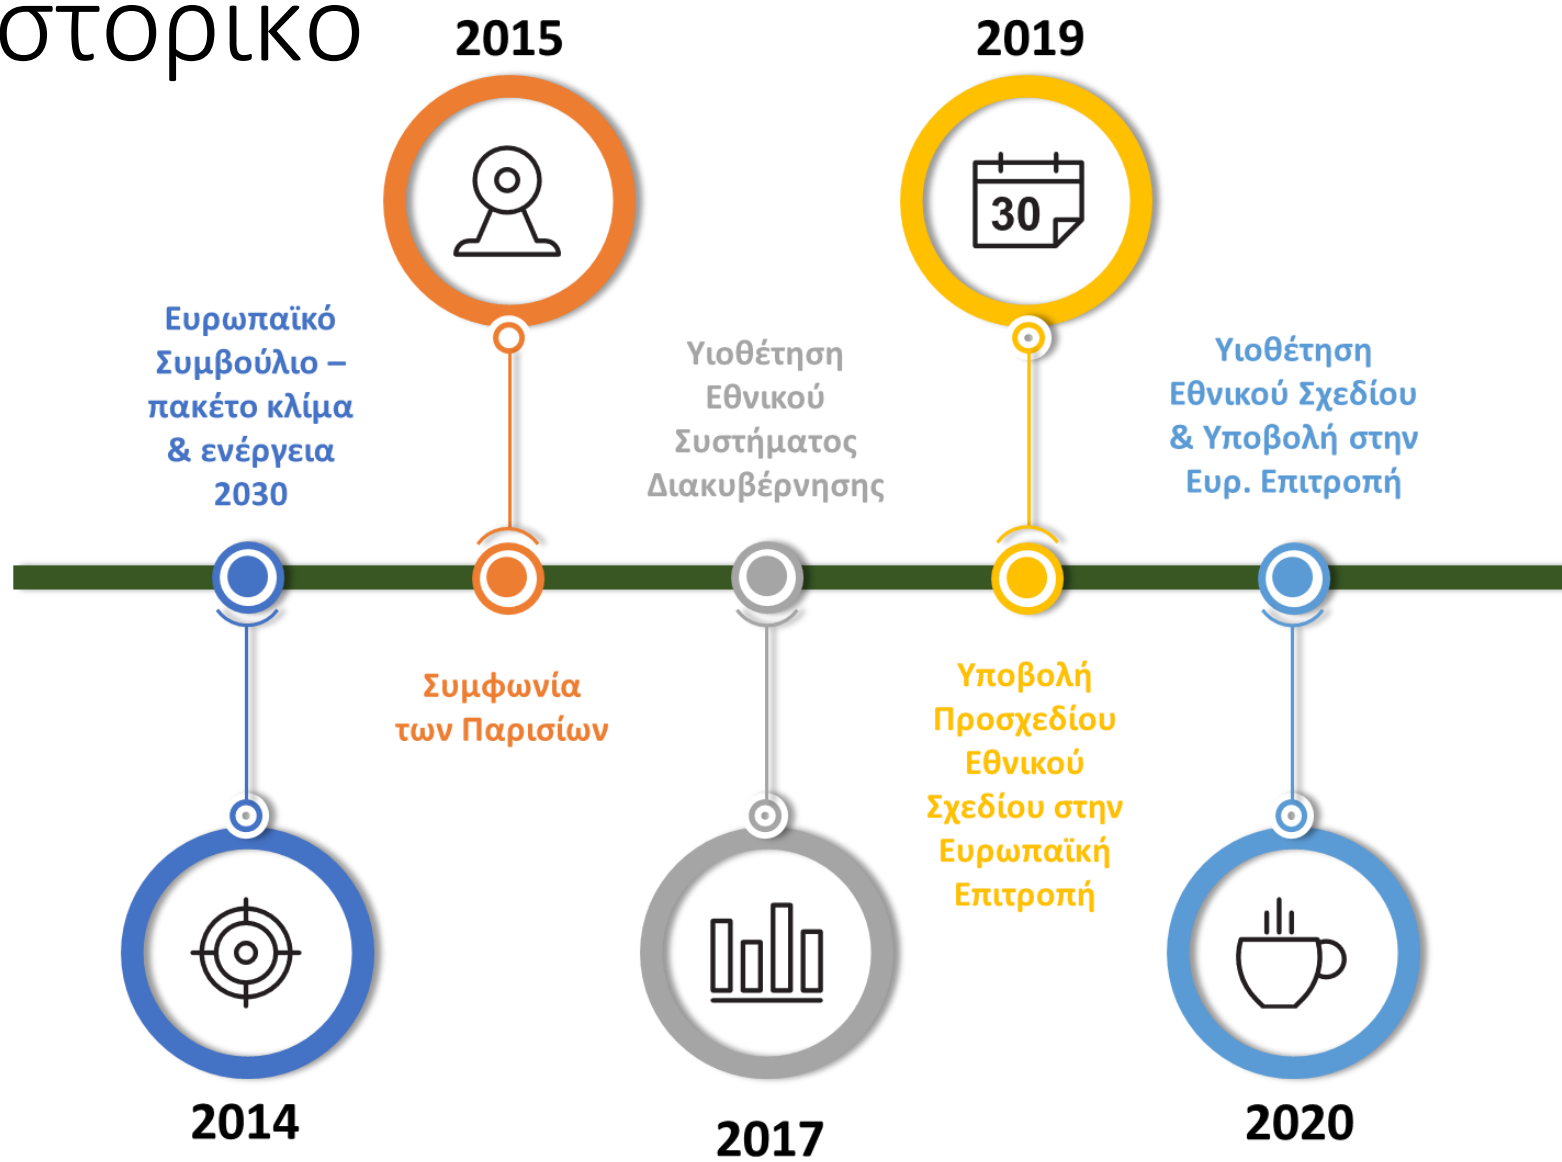 στορικο
2015
2019
Ευρωπαϊκό
Συμβούλιο –
πακέτο κλίμα
& ενέργεια
2030
Υιοθέτηση
Εθνικού
Συστήματος
Διακυβέρνησης
30
Υιοθέτηση
Εθνικού Σχεδίου
& Υποβολή στην
Ευρ. Επιτροπή
Συμφωνία
των Παρισίων
Υποβολή
Προσχεδίου
Εθνικού
Σχεδίου στην
Ευρωπαϊκή
Επιτροπή
2014
2017
2020